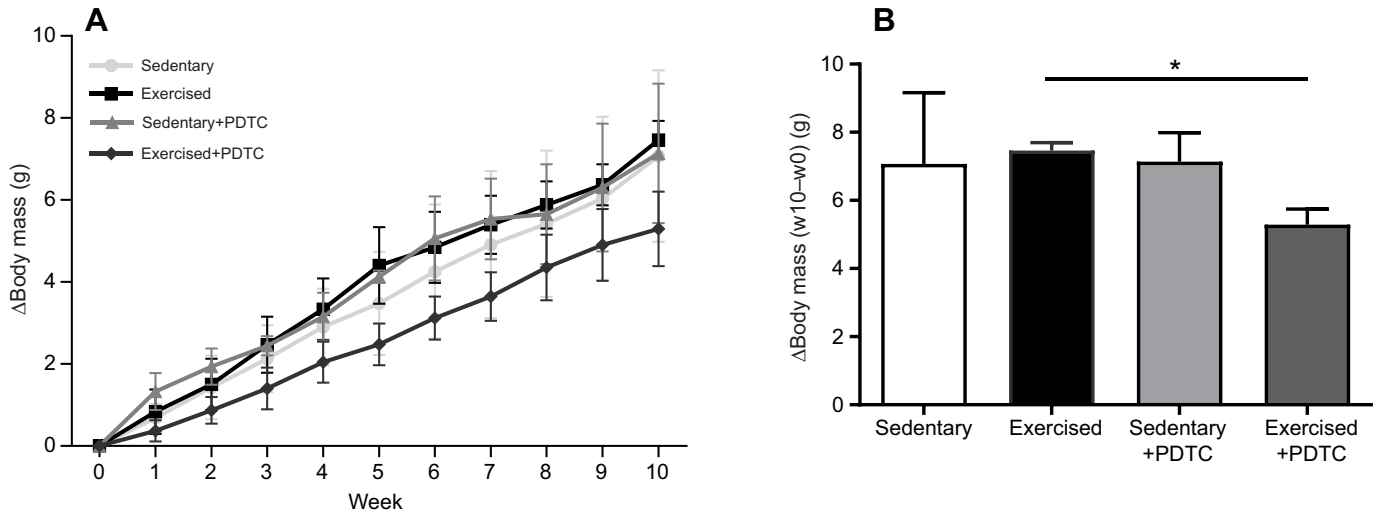 A
10
8
6
4
2
0
ΔBody mass (g)
Sedentary
Exercised
Sedentary+PDTC
Exercised+PDTC
0 1 2 3 4 5 6 7 8 9 10
Week
B
10
8
6
4
2
0
ΔBody mass (w10–w0) (g)
*
Sedentary Exercised Sedentary Exercised
+PDTC +PDTC